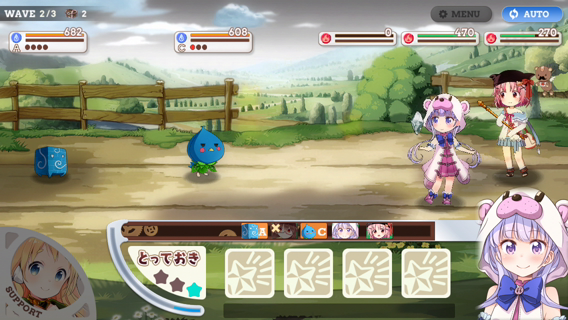 WAVE 2/3 2
MENU
AUTO
682
A
608
C
0
470
270
A
C
とっておき
SUPPORT